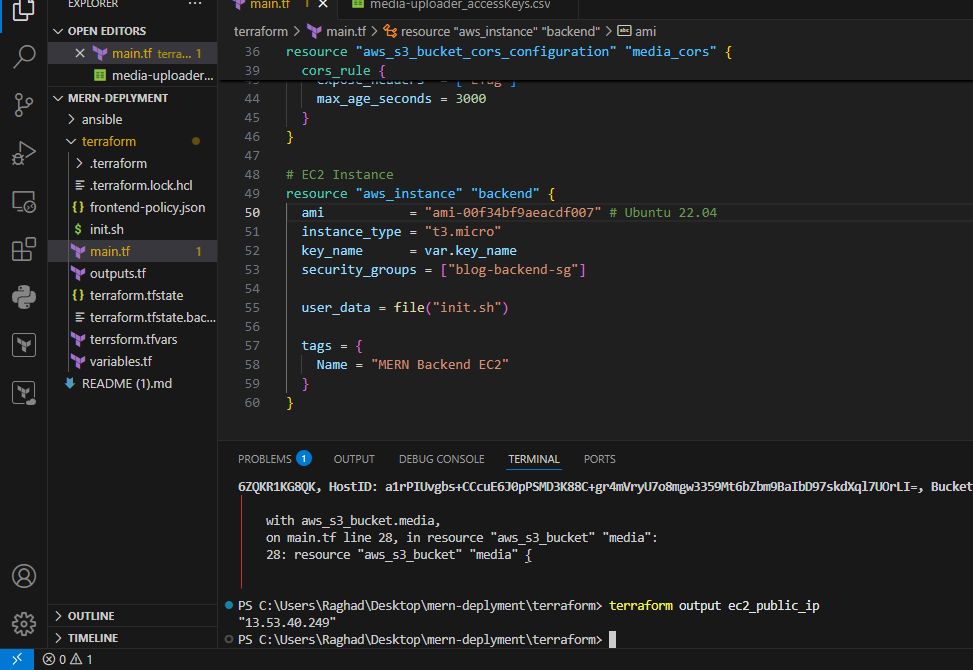 EXPLORER
···
main.tf 1
media-uploader_accessKeys.csv
OPEN EDITORS
main.tf terra... 1
media-uploader...
MERN-DEPLYMENT
ansible
terraform
.terraform
.terraform.lock.hcl
frontend-policy.json
init.sh
main.tf 1
outputs.tf
terraform.tfstate
terraform.tfstate.bac...
terrsform.tfvars
variables.tf
README (1).md
OUTLINE
TIMELINE
terraform > main.tf > resource "aws_instance" "backend" > ami
36 resource "aws_s3_bucket_cors_configuration" "media_cors" {
39 cors_rule {
44 max_age_seconds = 3000
45 }
46 }
47
48 # EC2 Instance
49 resource "aws_instance" "backend" {
50 ami = "ami-00f34bf9aeacdf007" # Ubuntu 22.04
51 instance_type = "t3.micro"
52 key_name = var.key_name
53 security_groups = ["blog-backend-sg"]
54
55 user_data = file("init.sh")
56
57 tags = {
58 Name = "MERN Backend EC2"
59 }
60 }
PROBLEMS 1 OUTPUT DEBUG CONSOLE TERMINAL PORTS
6ZQKR1KG8QK, HostID: a1rPIUvgbs+CCcuE6J0pPSMD3K88C+gr4mVryU7o8mgw3359Mt6bZbm9BaIbD97skdXql7UOrLI=, Bucket
with aws_s3_bucket.media,
on main.tf line 28, in resource "aws_s3_bucket" "media":
28: resource "aws_s3_bucket" "media" {
PS C:\Users\Raghad\Desktop\mern-deplyment\terraform> terraform output ec2_public_ip
"13.53.40.249"
PS C:\Users\Raghad\Desktop\mern-deplyment\terraform>
0 1